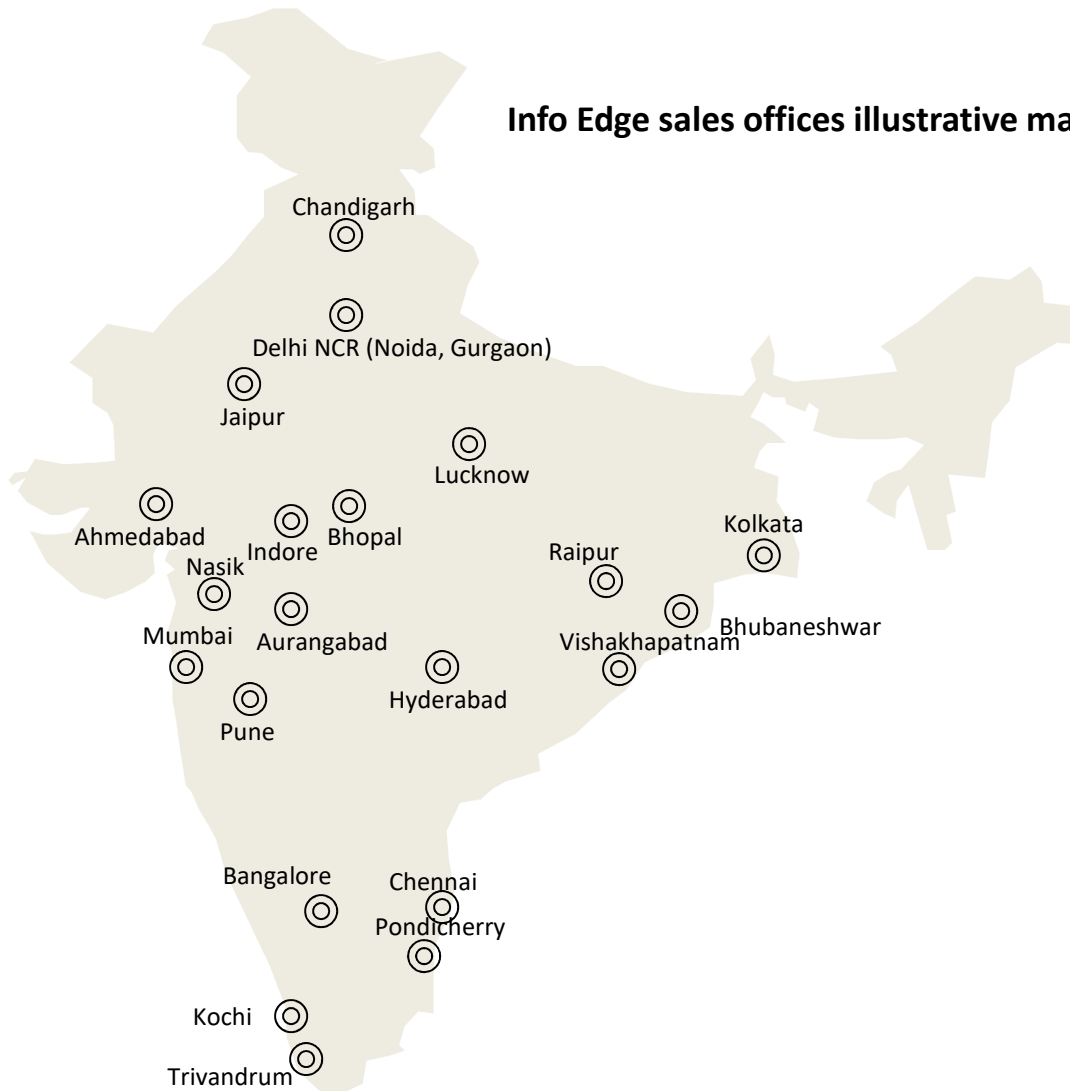 Info Edge sales offices illustrative ma
Chandigarh
Delhi NCR (Noida, Gurgaon)
Jaipur
Lucknow
Ahmedabad
Indore
Bhopal
Kolkata
Raipur
Nasik
Bhubaneshwar
Mumbai
Aurangabad
Vishakhapatnam
Hyderabad
Pune
Bangalore
Chennai
Pondicherry
Kochi
Trivandrum